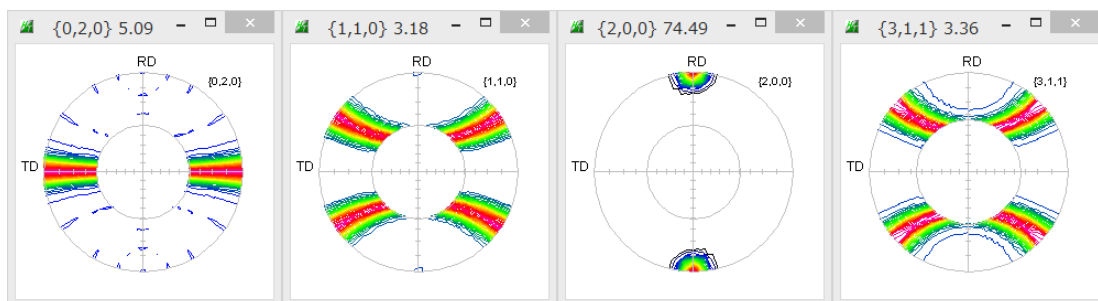 {0,2,0} 5.09
RD
{0,2,0}
TD
{1,1,0} 3.18
RD
{1,1,0}
TD
{2,0,0} 74.49
RD
{2,0,0}
TD
{3,1,1} 3.36
RD
{3,1,1}
TD